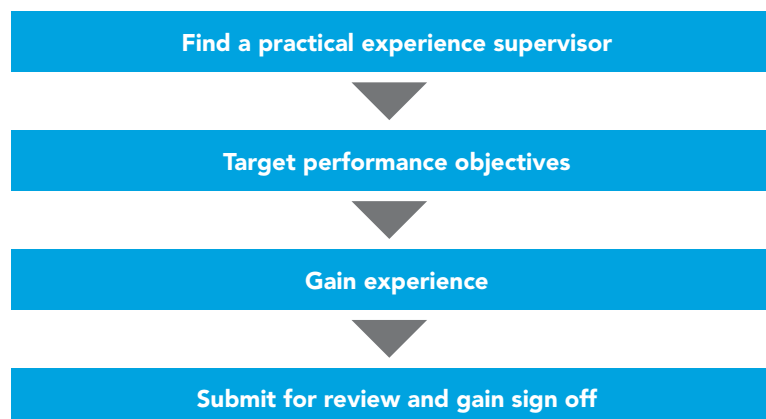 Find a practical experience supervisor
Target performance objectives
Gain experience
Submit for review and gain sign off